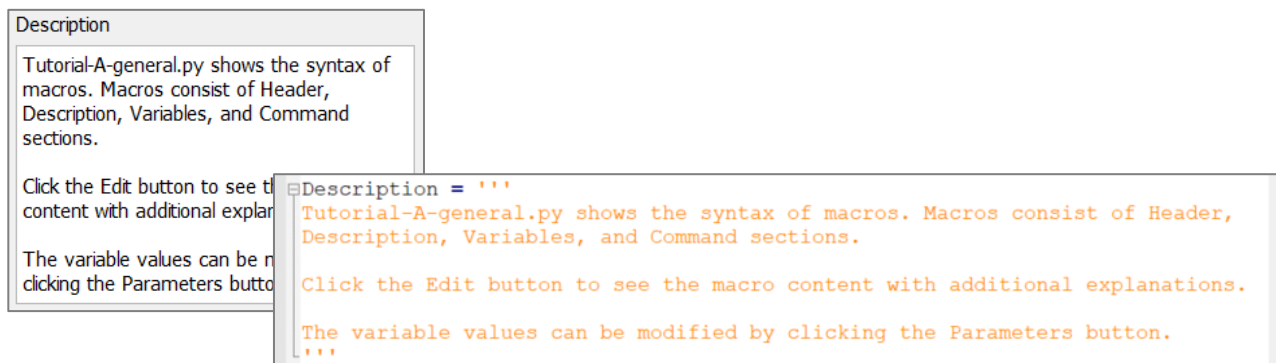 Description
Tutorial-A-general.py shows the syntax of
macros. Macros consist of Header,
Description, Variables, and Command
sections.
Click the Edit button to see th
content with additional explar
The variable values can be n
clicking the Parameters butto
Description = '''
Tutorial-A-general.py shows the syntax of macros. Macros consist of Header,
Description, Variables, and Command sections.
Click the Edit button to see the macro content with additional explanations.
The variable values can be modified by clicking the Parameters button.
'''